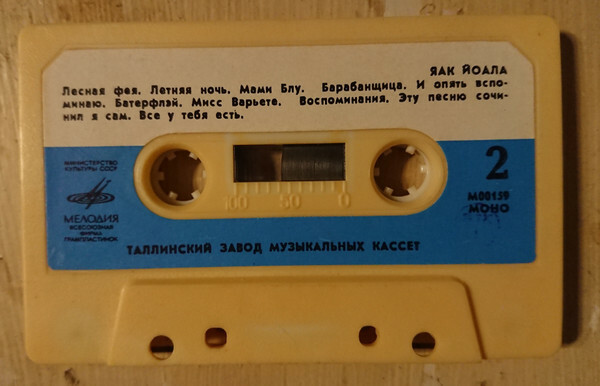 ЯАК ЙОАЛА
Лесная фея. Летняя ночь. Мами Блу. Барабанщица. И опять вспо-
минаю. Батерфлэй. Мисс Варьете. Воспоминания. Эту песню сочи-
нил я сам. Все у тебя есть.
МИНИСТЕРСТВО
КУЛЬТУРЫ СССР
МЕЛОДИЯ
ВСЕСОЮЗНАЯ
ФИРМА
ГРАМПЛАСТИНОК
2
М00159
МОНО
100 50 0
ТАЛЛИНСКИЙ ЗАВОД МУЗЫКАЛЬНЫХ КАССЕТ